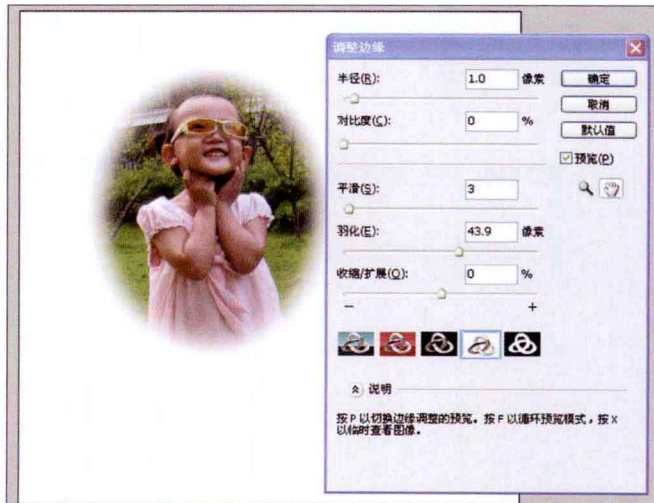 调整边缘
半径(R): 1.0 像素
确定
取消
对比度(C): 0 %
默认值
预览(P)
平滑(S): 3
羽化(E): 43.9 像素
收缩/扩展(O): 0 %
− +
说明
按 P 以切换边缘调整的预览。按 F 以循环预览模式，按 X
以临时查看图像。